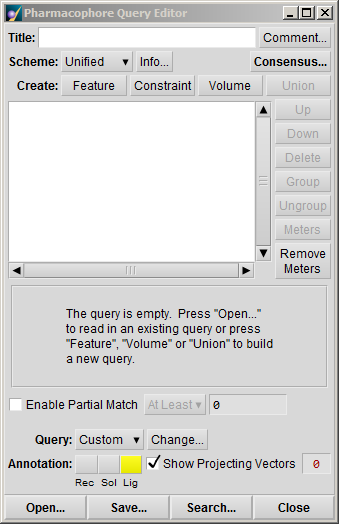 Pharmacophore Query Editor
Title: Comment...
Scheme: Unified Info... Consensus...
Create: Feature Constraint Volume Union
Up
Down
Delete
Group
Ungroup
Meters
Remove
Meters
The query is empty. Press "Open..."
to read in an existing query or press
"Feature", "Volume" or "Union" to build
a new query.
Enable Partial Match At Least 0
Query: Custom Change...
Annotation: Show Projecting Vectors 0
Rec Sol Lig
Open... Save... Search... Close